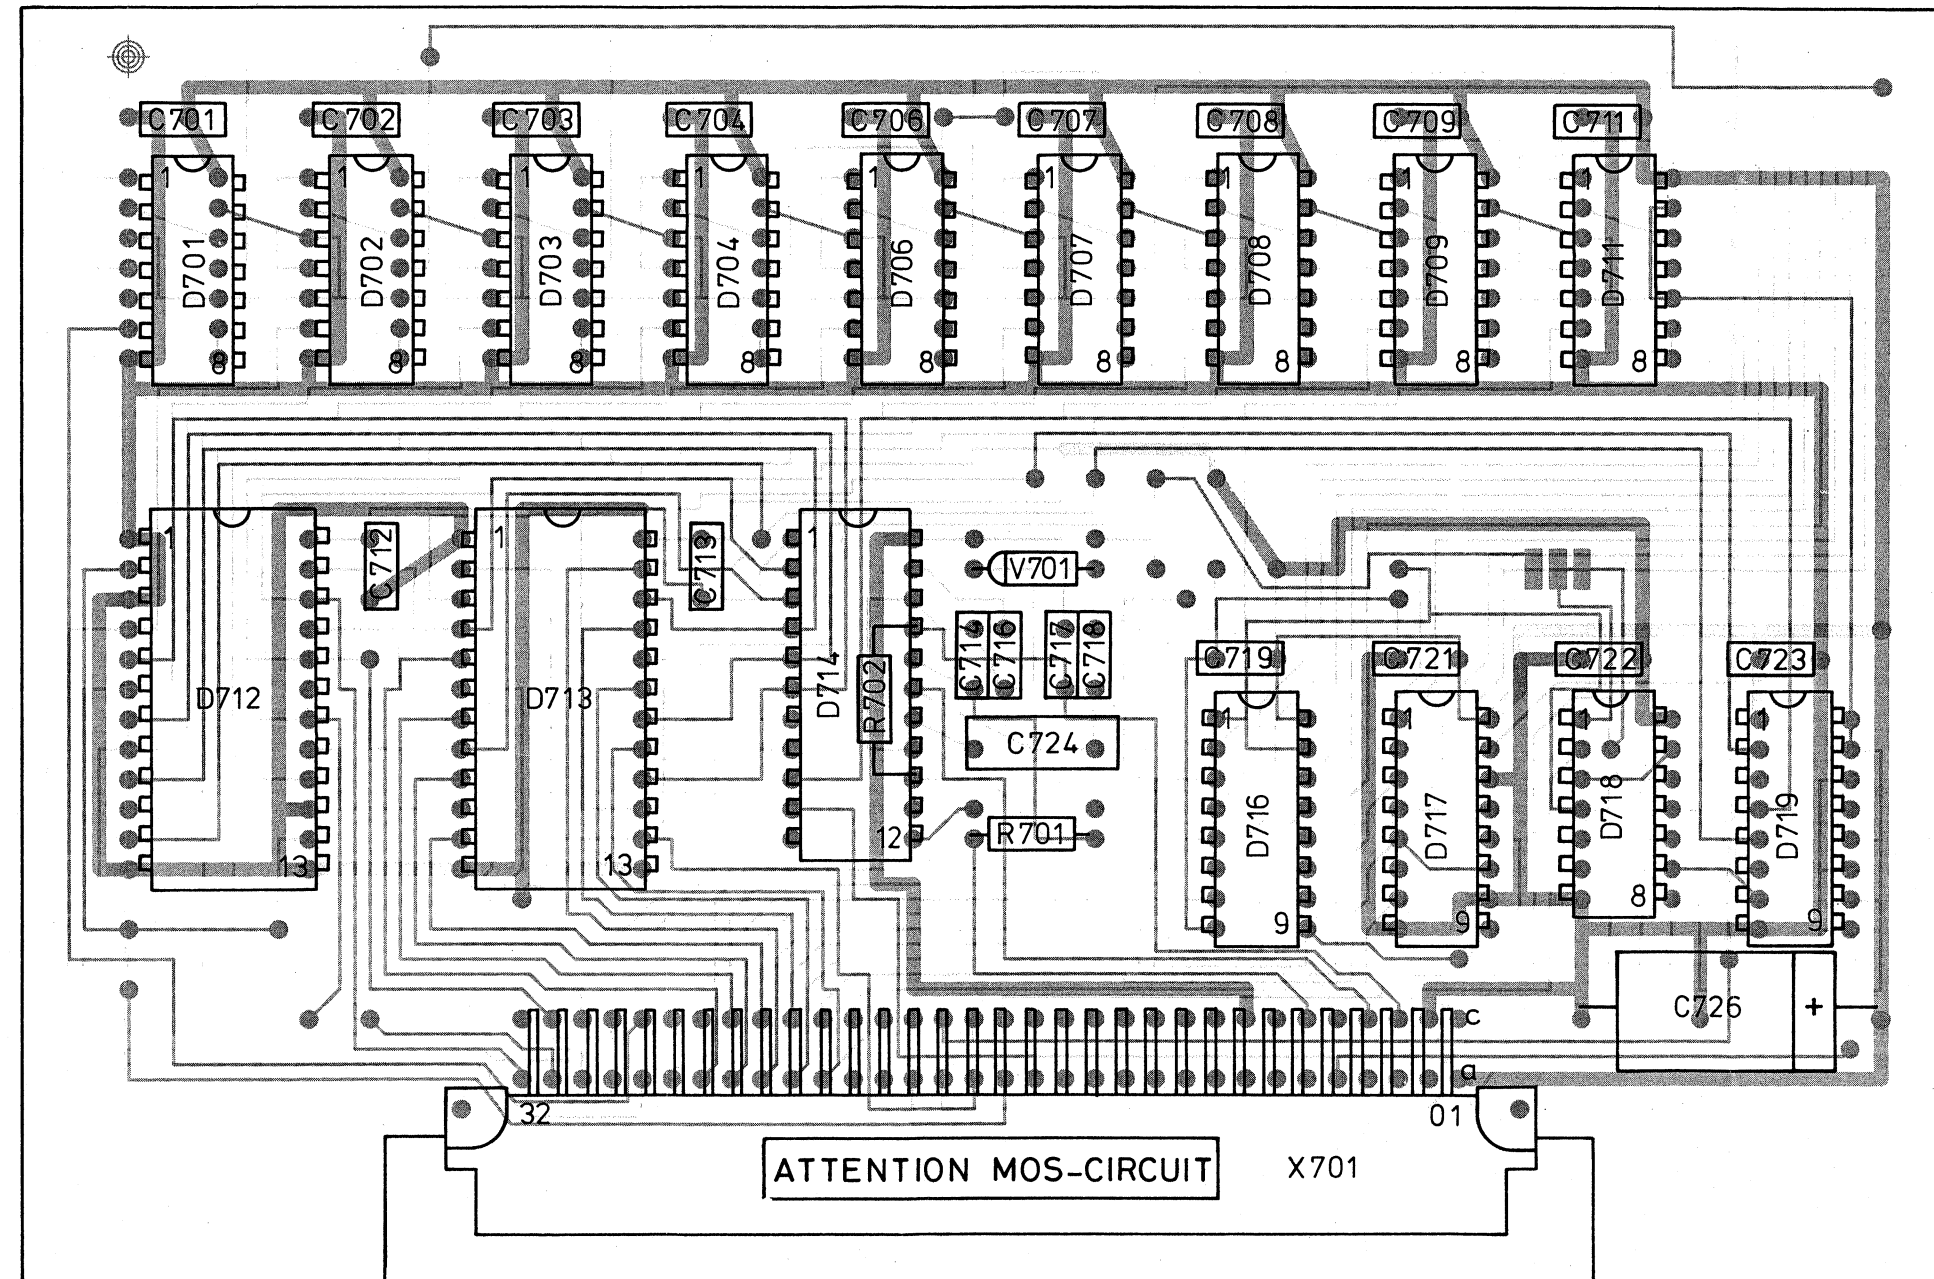 C701 C702 C703 C704 C706 C707 C708 C709 C711
1 1 1 1 1 1 1 1 1
D701 D702 D703 D704 D706 D707 D708 D709 D711
8 8 8 8 8 8 8 8 8
1 C712 1 C713 1
V701
C714 C716 C717 C718
C719 C721 C722 C723
D712 D713 D714 R702
C724
1 1 1 1
D716 D717 D718 D719
12 R701
13 13
8
9 9 9
C726 +
c
a
32 01
ATTENTION MOS-CIRCUIT X701